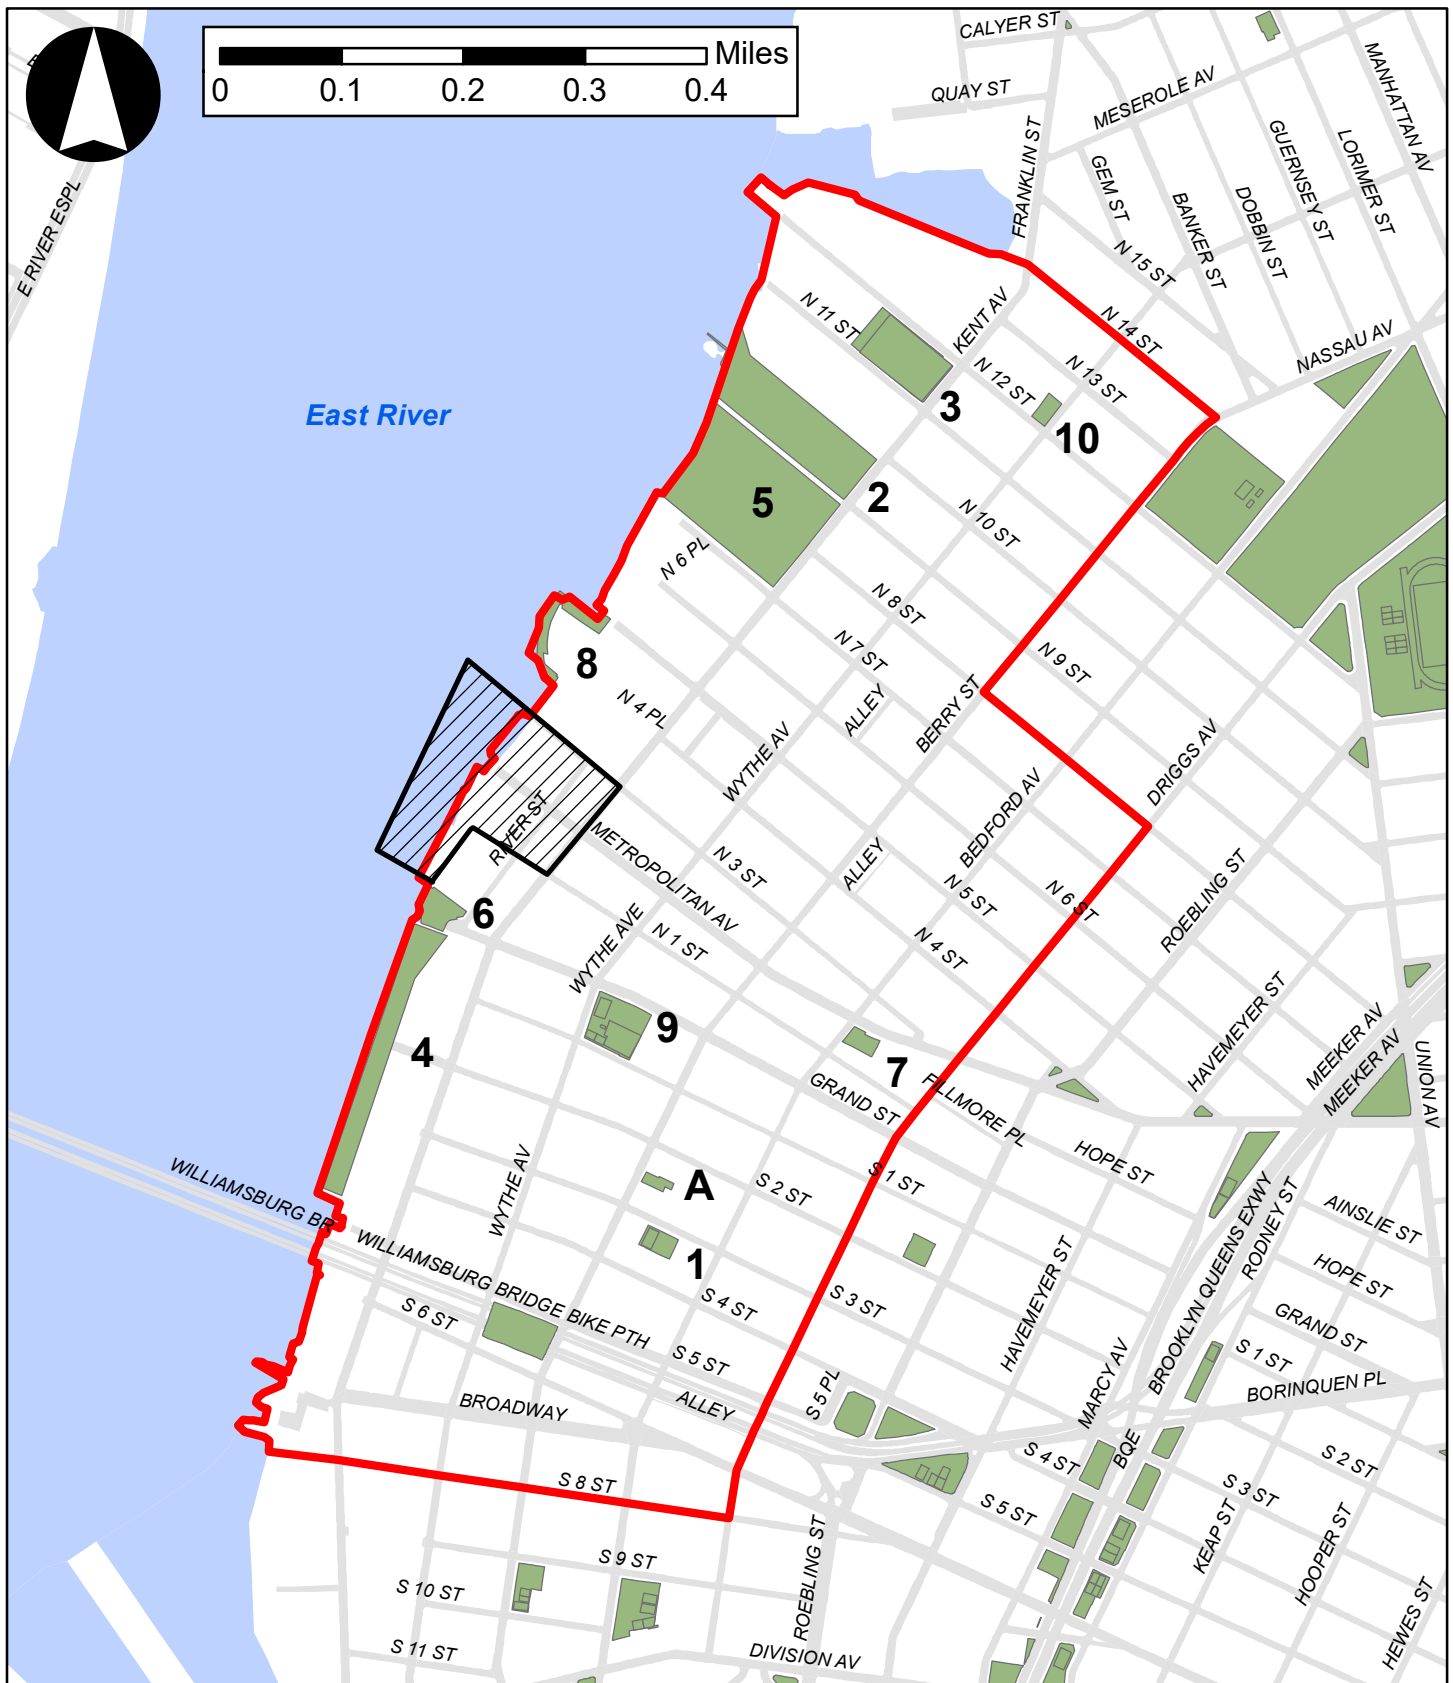 Miles
0 0.1 0.2 0.3 0.4
CALYER ST
QUAY ST
MESEROLE AV
MANHATTAN AV
FRANKLIN ST
GEM ST
BANKER ST
DOBBIN ST
GUERNSEY ST
LORIMER ST
E RIVER ESPL
N 15 ST
N 14 ST
NASSAU AV
N 11 ST
KENT AV
N 12 ST
N 13 ST
East River
3
10
5
2
N 10 ST
N 6 PL
N 8 ST
N 7 ST
N 9 ST
8
N 4 PL
ALLEY
BERRY ST
WYTHE AV
DRIGGS AV
BEDFORD AV
RIVER ST
METROPOLITAN AV
N 3 ST
ALLEY
N 5 ST
N 6 ST
ROEBLING ST
6
WYTHE AVE
N 1 ST
N 4 ST
9
HAVEMEYER ST
MEEKER AV
MEEKER AV
UNION AV
4
7
GRAND ST
FILLMORE PL
HOPE ST
WILLIAMSBURG BR
WYTHE AV
A
S 2 ST
S 1 ST
AINSLIE ST
RODNEY ST
BROOKLYN QUEENS EXWY
WILLIAMSBURG BRIDGE BIKE PTH
1
HAVEMEYER ST
HOPE ST
S 6 ST
S 4 ST
S 3 ST
GRAND ST
S 5 ST
S 1 ST
MARCY AV
BORINQUEN PL
S 5 PL
BROADWAY
ALLEY
BQE
S 4 ST
S 2 ST
S 8 ST
S 3 ST
S 5 ST
KEAP ST
HOOPER ST
S 9 ST
ROEBLING ST
S 10 ST
HEWES ST
S 11 ST
DIVISION AV